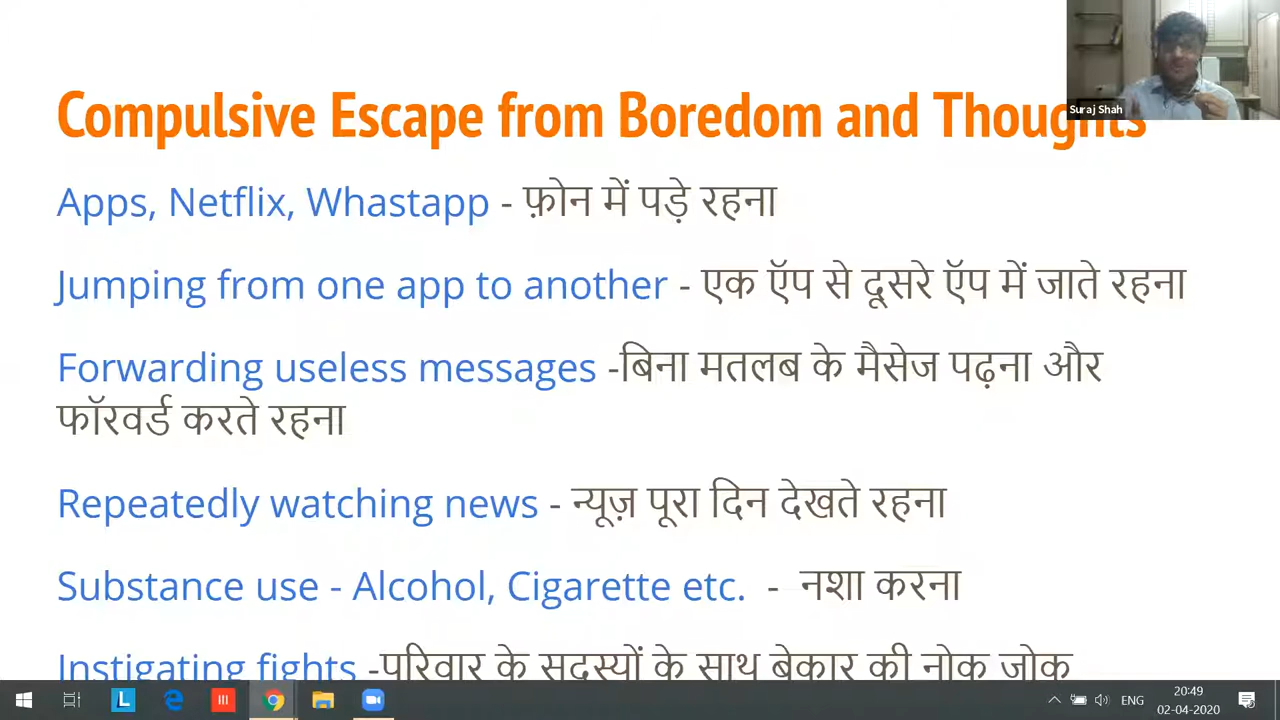 Suraj Shah
Compulsive Escape from Boredom and Thoughts
Apps, Netflix, Whastapp - फ़ोन में पड़े रहना
Jumping from one app to another - एक ऍप से दूसरे ऍप में जाते रहना
Forwarding useless messages -बिना मतलब के मैसेज पढ़ना और
फॉरवर्ड करते रहना
Repeatedly watching news - न्यूज़ पूरा दिन देखते रहना
Substance use - Alcohol, Cigarette etc. - नशा करना
Instigating fights -परिवार के सदस्यों के साथ बेकार की नोक जोक
L
ENG
20:49
02-04-2020